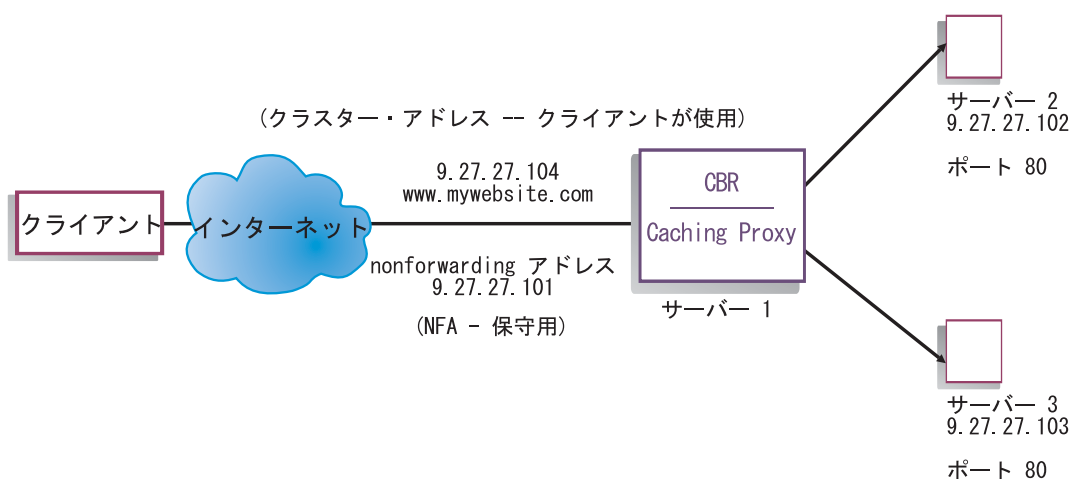 (クラスター・アドレス -- クライアントが使用)
9.27.27.104
www.mywebsite.com
クライアント
インターネット
nonforwarding アドレス
9.27.27.101
(NFA - 保守用)
CBR
Caching Proxy
サーバー 1
サーバー 2
9.27.27.102
ポート 80
サーバー 3
9.27.27.103
ポート 80